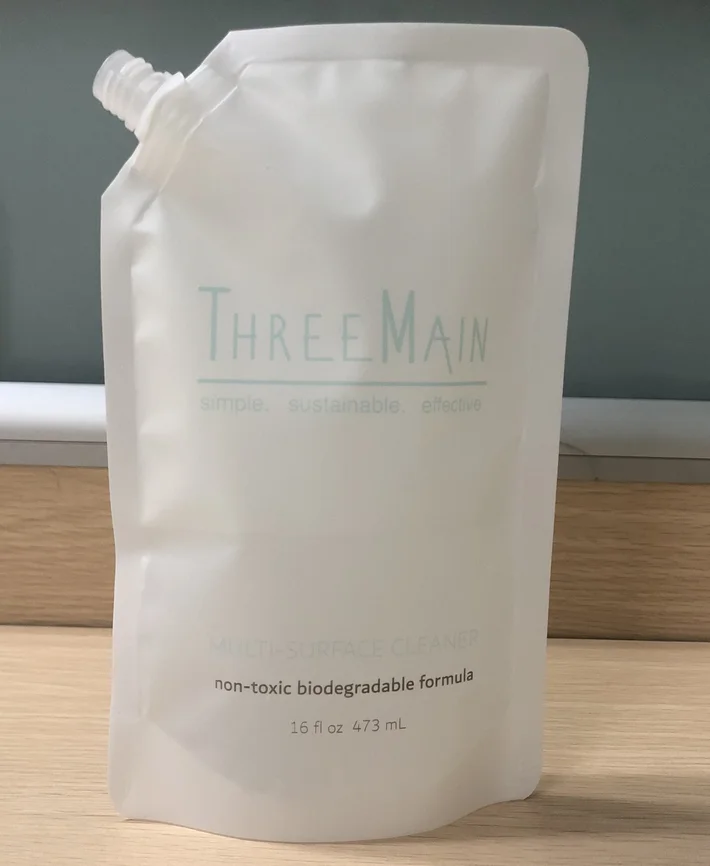 THREEMAIN
simple. sustainable. effective
MULTI-SURFACE CLEANER
non-toxic biodegradable formula
16 fl oz 473 mL